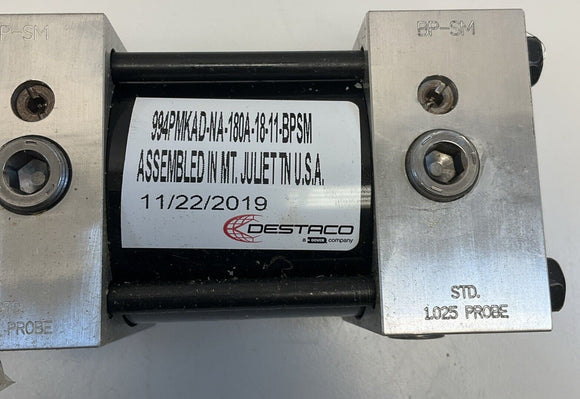 P-SM
BP-SM
994PMKAD-NA-180A-18-11-BPSM
ASSEMBLED IN MT. JULIET TN U.S.A.
11/22/2019
DESTACO
a DOVER company
STD.
1.025 PROBE
PROBE